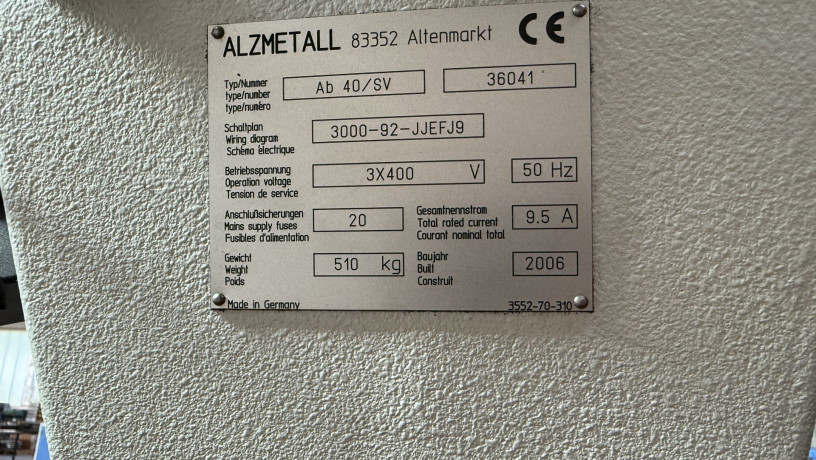 ALZMETALL 83352 Altenmarkt CE
Typ/Nummer
type/number
type/numéro
Ab 40/SV 36041
Schaltplan
Wiring diagram
Schéma électrique
3000-92-JJEFJ9
Betriebsspannung
Operation voltage
Tension de service
3X400 V 50 Hz
Anschlußsicherungen
Mains supply fuses
Fusibles d'alimentation
20
Gesamtnennstrom
Total rated current
Courant nominal total
9.5 A
Gewicht
Weight
Poids
510 kg
Baujahr
Built
Construit
2006
Made in Germany 3552-70-310